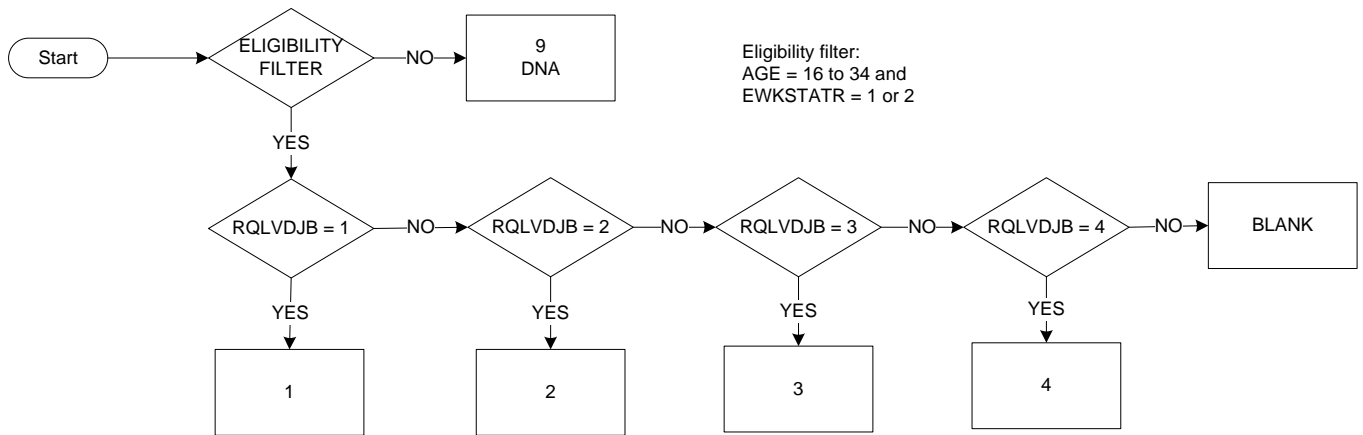 Start
ELIGIBILITY
FILTER
NO
9
DNA
Eligibility filter:
AGE = 16 to 34 and
EWKSTATR = 1 or 2
YES
RQLVDJB = 1
NO
RQLVDJB = 2
NO
RQLVDJB = 3
NO
RQLVDJB = 4
NO
BLANK
YES
YES
YES
YES
1
2
3
4